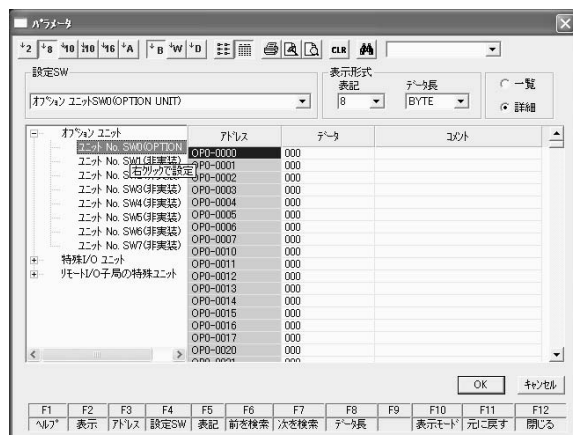 パラメータ
2 8 10 ±10 16 A B W D CLR
設定SW
オプション ユニットSW0(OPTION UNIT)
表示形式
表記 データ長
8 BYTE
一覧
詳細
オプション ユニット
ユニット No. SW0(OPTION
ユニット No. SW1(非実装)
右クリックで設定
ユニット No. SW3(非実装)
ユニット No. SW4(非実装)
ユニット No. SW5(非実装)
ユニット No. SW6(非実装)
ユニット No. SW7(非実装)
特殊I/O ユニット
リモートI/O子局の特殊ユニット
アドレス データ コメント
OP0-0000 000
OP0-0001 000
OP0-0002 000
OP0-0003 000
OP0-0004 000
OP0-0005 000
OP0-0006 000
OP0-0007 000
OP0-0010 000
OP0-0011 000
OP0-0012 000
OP0-0013 000
OP0-0014 000
OP0-0015 000
OP0-0016 000
OP0-0017 000
OP0-0020 000
OP0-0021 000
OK キャンセル
F1 F2 F3 F4 F5 F6 F7 F8 F9 F10 F11 F12
ヘルプ 表示 アドレス 設定SW 表記 前を検索 次を検索 データ長 表示モード 元に戻す 閉じる